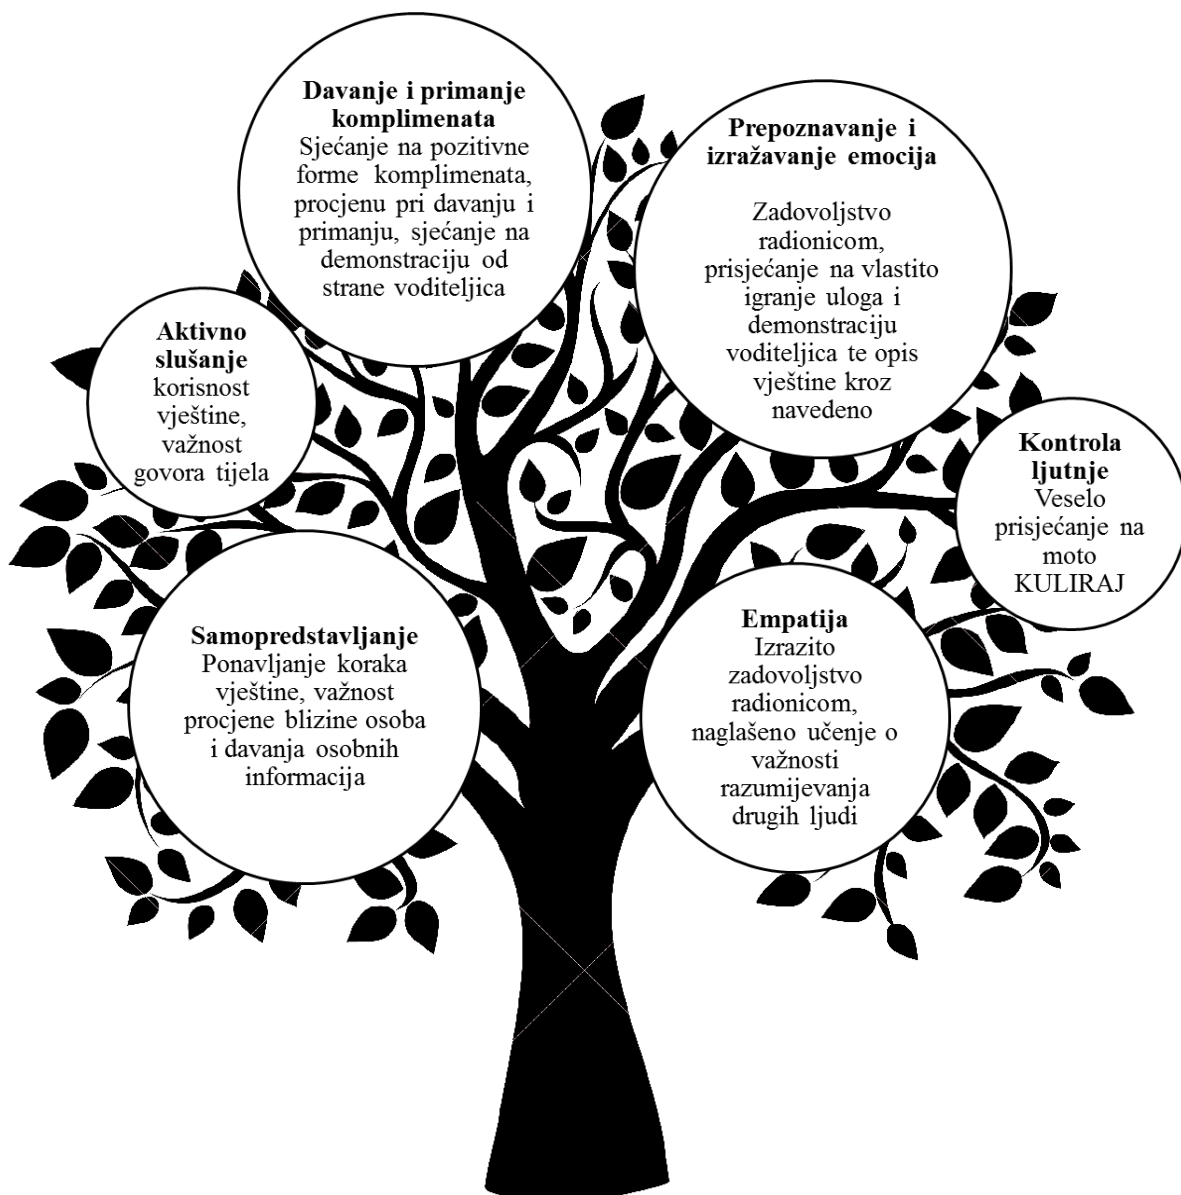 Davanje i primanje
komplimenata
Sjećanje na pozitivne
forme komplimenata,
procjenu pri davanju i
primanju, sjećanje na
demonstraciju od
strane voditeljica
Prepoznavanje i
izražavanje emocija
Zadovoljstvo
radionicom,
prisjećanje na vlastito
igranje uloga i
demonstraciju
voditeljica te opis
vještine kroz
navedeno
Aktivno
slušanje
korisnost
vještine,
važnost
govora tijela
Kontrola
ljutnje
Veselo
prisjećanje na
moto
KULIRAJ
Samopredstavljanje
Ponavljanje koraka
vještine, važnost
procjene blizine osoba
i davanja osobnih
informacija
Empatija
Izrazito
zadovoljstvo
radionicom,
naglašeno učenje o
važnosti
razumijevanja
drugih ljudi